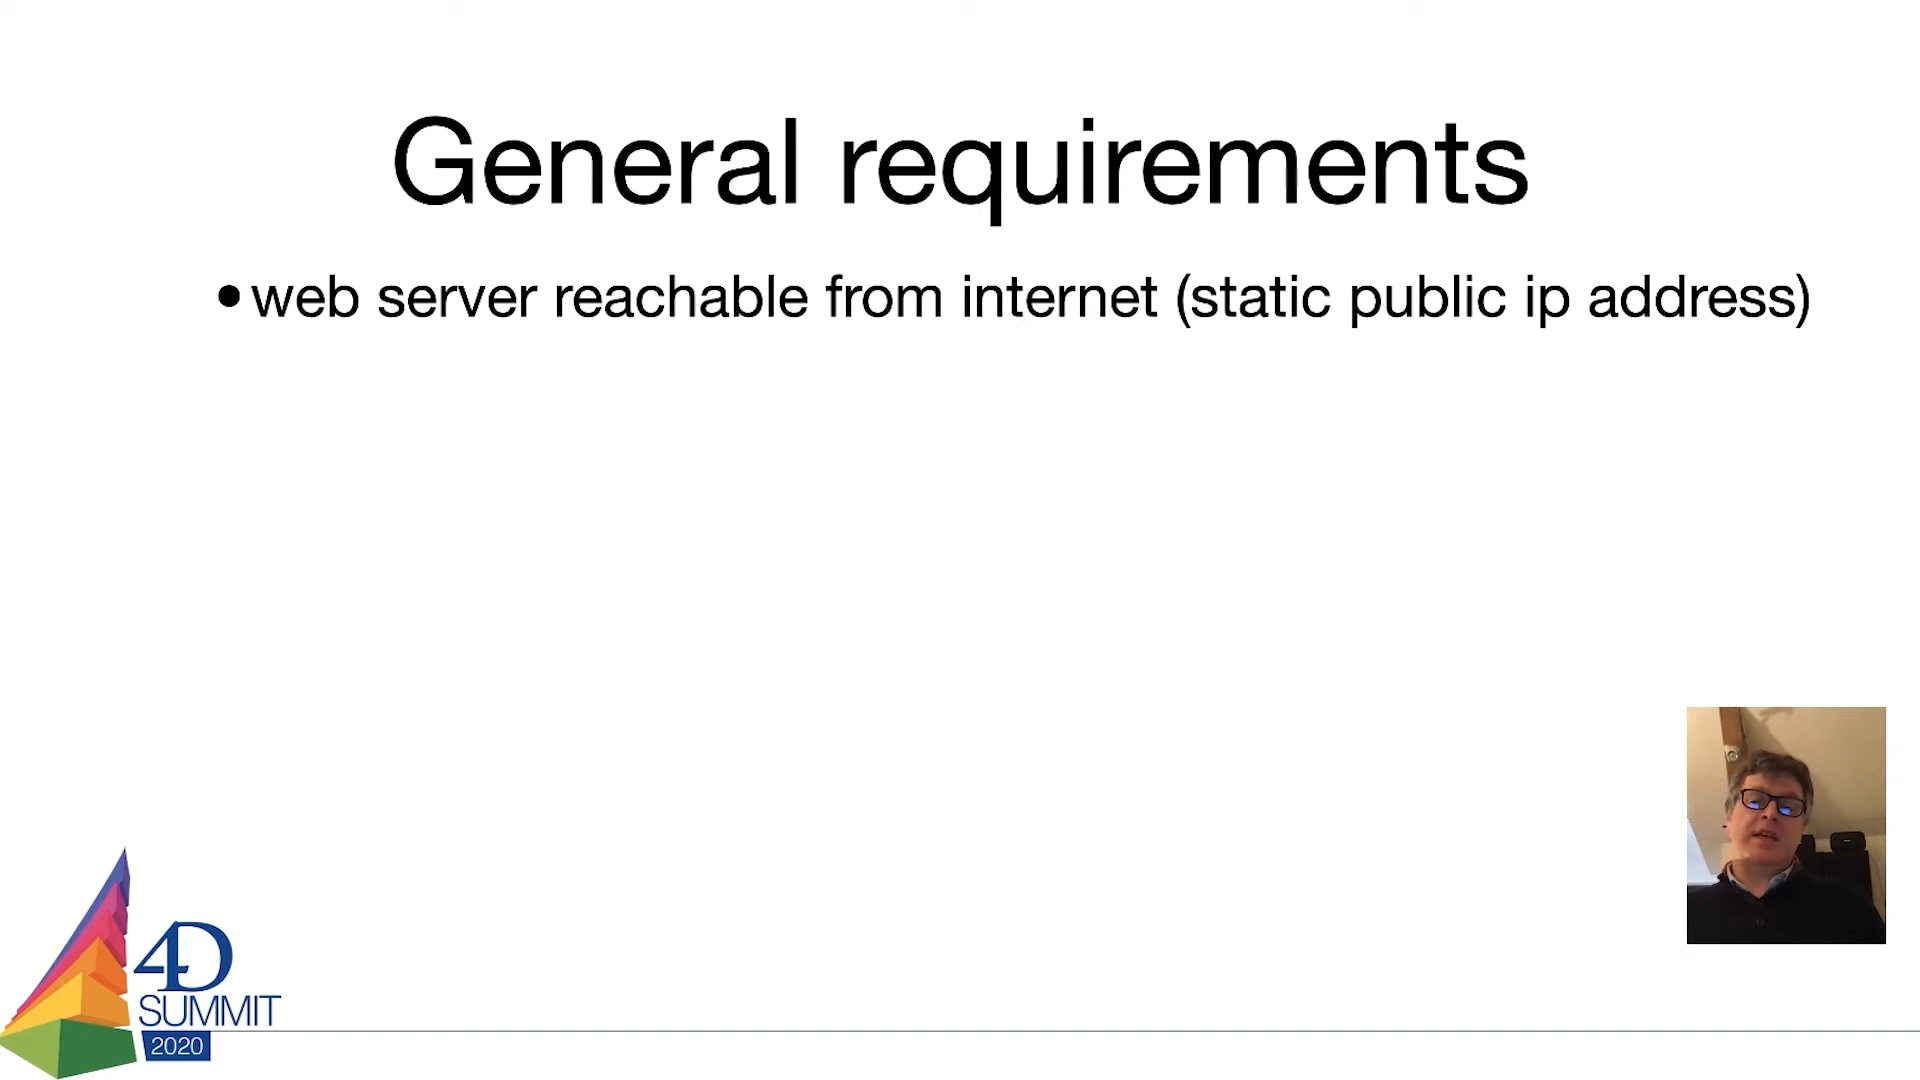 General requirements
•web server reachable from internet (static public ip address)
4D
SUMMIT
2020